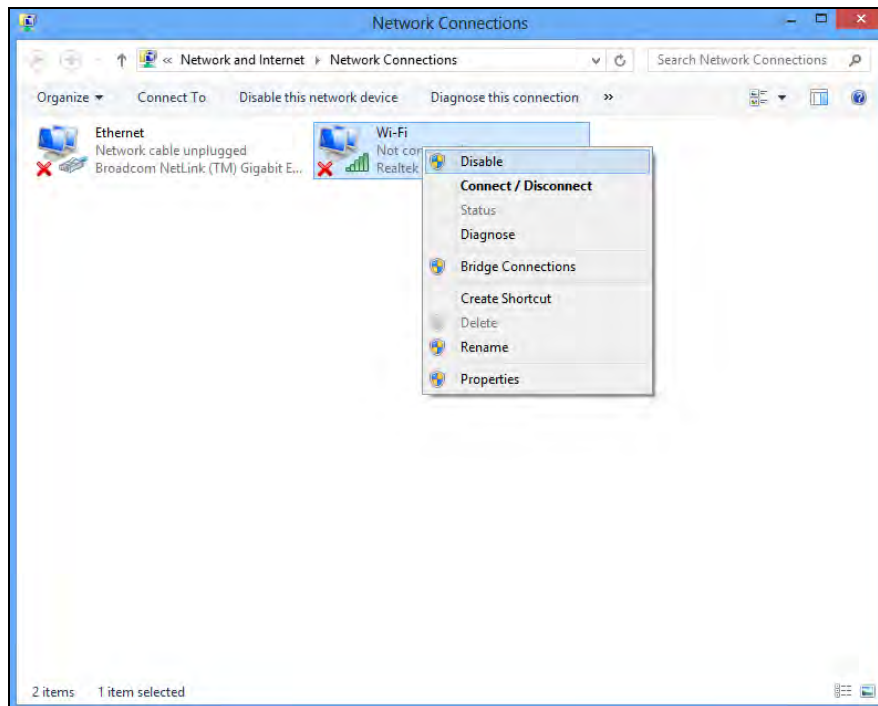 Network Connections
« Network and Internet Network Connections
Search Network Connections
Organize Connect To Disable this network device Diagnose this connection »
Ethernet
Network cable unplugged
Broadcom NetLink (TM) Gigabit E...
Wi-Fi
Not cor
Realtek
Disable
Connect / Disconnect
Status
Diagnose
Bridge Connections
Create Shortcut
Delete
Rename
Properties
2 items 1 item selected